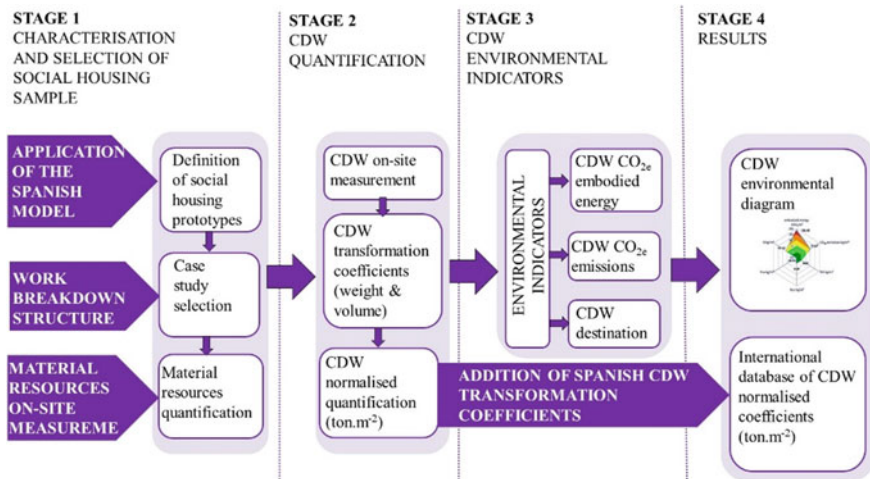 STAGE 1
CHARACTERISATION
AND SELECTION OF
SOCIAL HOUSING
SAMPLE
STAGE 2
CDW
QUANTIFICATION
STAGE 3
CDW
ENVIRONMENTAL
INDICATORS
STAGE 4
RESULTS
APPLICATION
OF THE
SPANISH
MODEL
WORK
BREAKDOWN
STRUCTURE
MATERIAL
RESOURCES
ON-SITE
MEASUREME
Definition
of social
housing
prototypes
Case
study
selection
Material
resources
quantification
CDW on-site
measurement
CDW
transformation
coefficients
(weight &
volume)
CDW
normalised
quantification
(ton.m⁻²)
ENVIRONMENTAL
INDICATORS
CDW CO₂ₑ
embodied
energy
CDW CO₂ₑ
emissions
CDW
destination
ADDITION OF SPANISH CDW
TRANSFORMATION
COEFFICIENTS
CDW
environmental
diagram
International
database of CDW
normalised
coefficients
(ton.m⁻²)